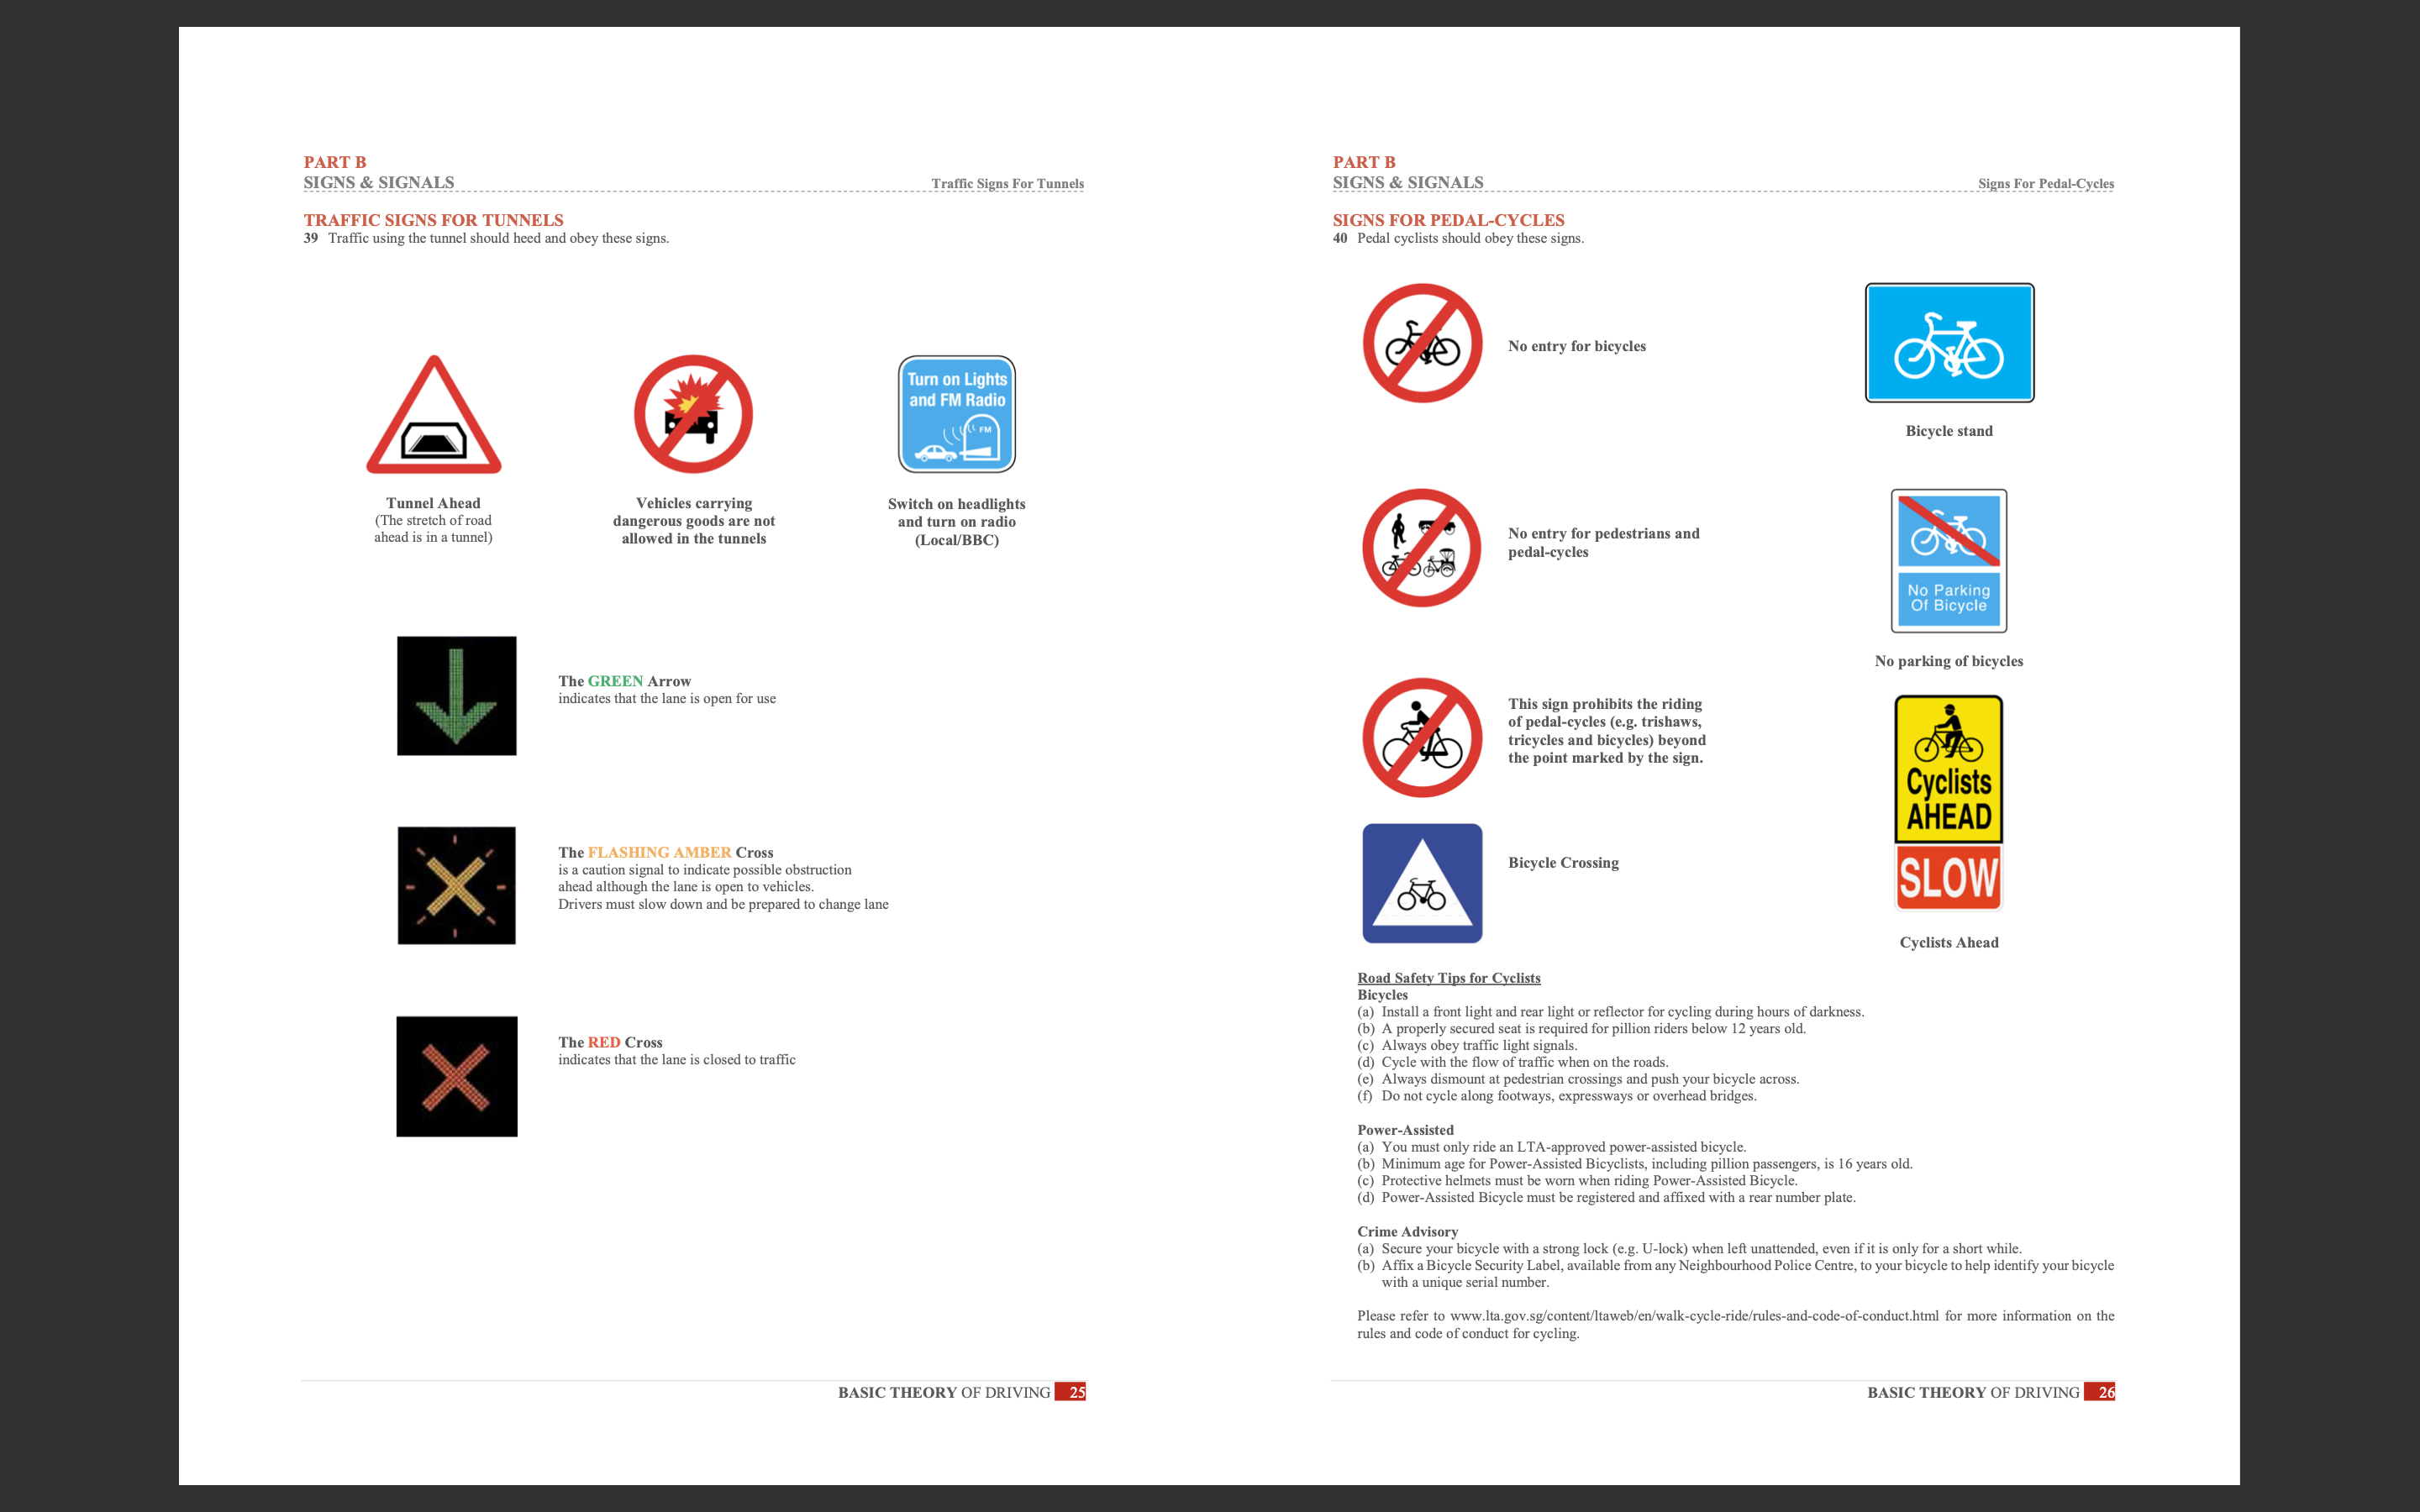 PART B
SIGNS & SIGNALS
Traffic Signs For Tunnels
TRAFFIC SIGNS FOR TUNNELS
39 Traffic using the tunnel should heed and obey these signs.
Turn on Lights
and FM Radio
FM
Tunnel Ahead
(The stretch of road
ahead is in a tunnel)
Vehicles carrying
dangerous goods are not
allowed in the tunnels
Switch on headlights
and turn on radio
(Local/BBC)
The GREEN Arrow
indicates that the lane is open for use
The FLASHING AMBER Cross
is a caution signal to indicate possible obstruction
ahead although the lane is open to vehicles.
Drivers must slow down and be prepared to change lane
The RED Cross
indicates that the lane is closed to traffic
BASIC THEORY OF DRIVING 25
PART B
SIGNS & SIGNALS
Signs For Pedal-Cycles
SIGNS FOR PEDAL-CYCLES
40 Pedal cyclists should obey these signs.
No entry for bicycles
Bicycle stand
No entry for pedestrians and
pedal-cycles
No Parking
Of Bicycle
No parking of bicycles
This sign prohibits the riding
of pedal-cycles (e.g. trishaws,
tricycles and bicycles) beyond
the point marked by the sign.
Cyclists
AHEAD
SLOW
Bicycle Crossing
Cyclists Ahead
Road Safety Tips for Cyclists
Bicycles
(a) Install a front light and rear light or reflector for cycling during hours of darkness.
(b) A properly secured seat is required for pillion riders below 12 years old.
(c) Always obey traffic light signals.
(d) Cycle with the flow of traffic when on the roads.
(e) Always dismount at pedestrian crossings and push your bicycle across.
(f) Do not cycle along footways, expressways or overhead bridges.
Power-Assisted
(a) You must only ride an LTA-approved power-assisted bicycle.
(b) Minimum age for Power-Assisted Bicyclists, including pillion passengers, is 16 years old.
(c) Protective helmets must be worn when riding Power-Assisted Bicycle.
(d) Power-Assisted Bicycle must be registered and affixed with a rear number plate.
Crime Advisory
(a) Secure your bicycle with a strong lock (e.g. U-lock) when left unattended, even if it is only for a short while.
(b) Affix a Bicycle Security Label, available from any Neighbourhood Police Centre, to your bicycle to help identify your bicycle
with a unique serial number.
Please refer to www.lta.gov.sg/content/ltaweb/en/walk-cycle-ride/rules-and-code-of-conduct.html for more information on the
rules and code of conduct for cycling.
BASIC THEORY OF DRIVING 26